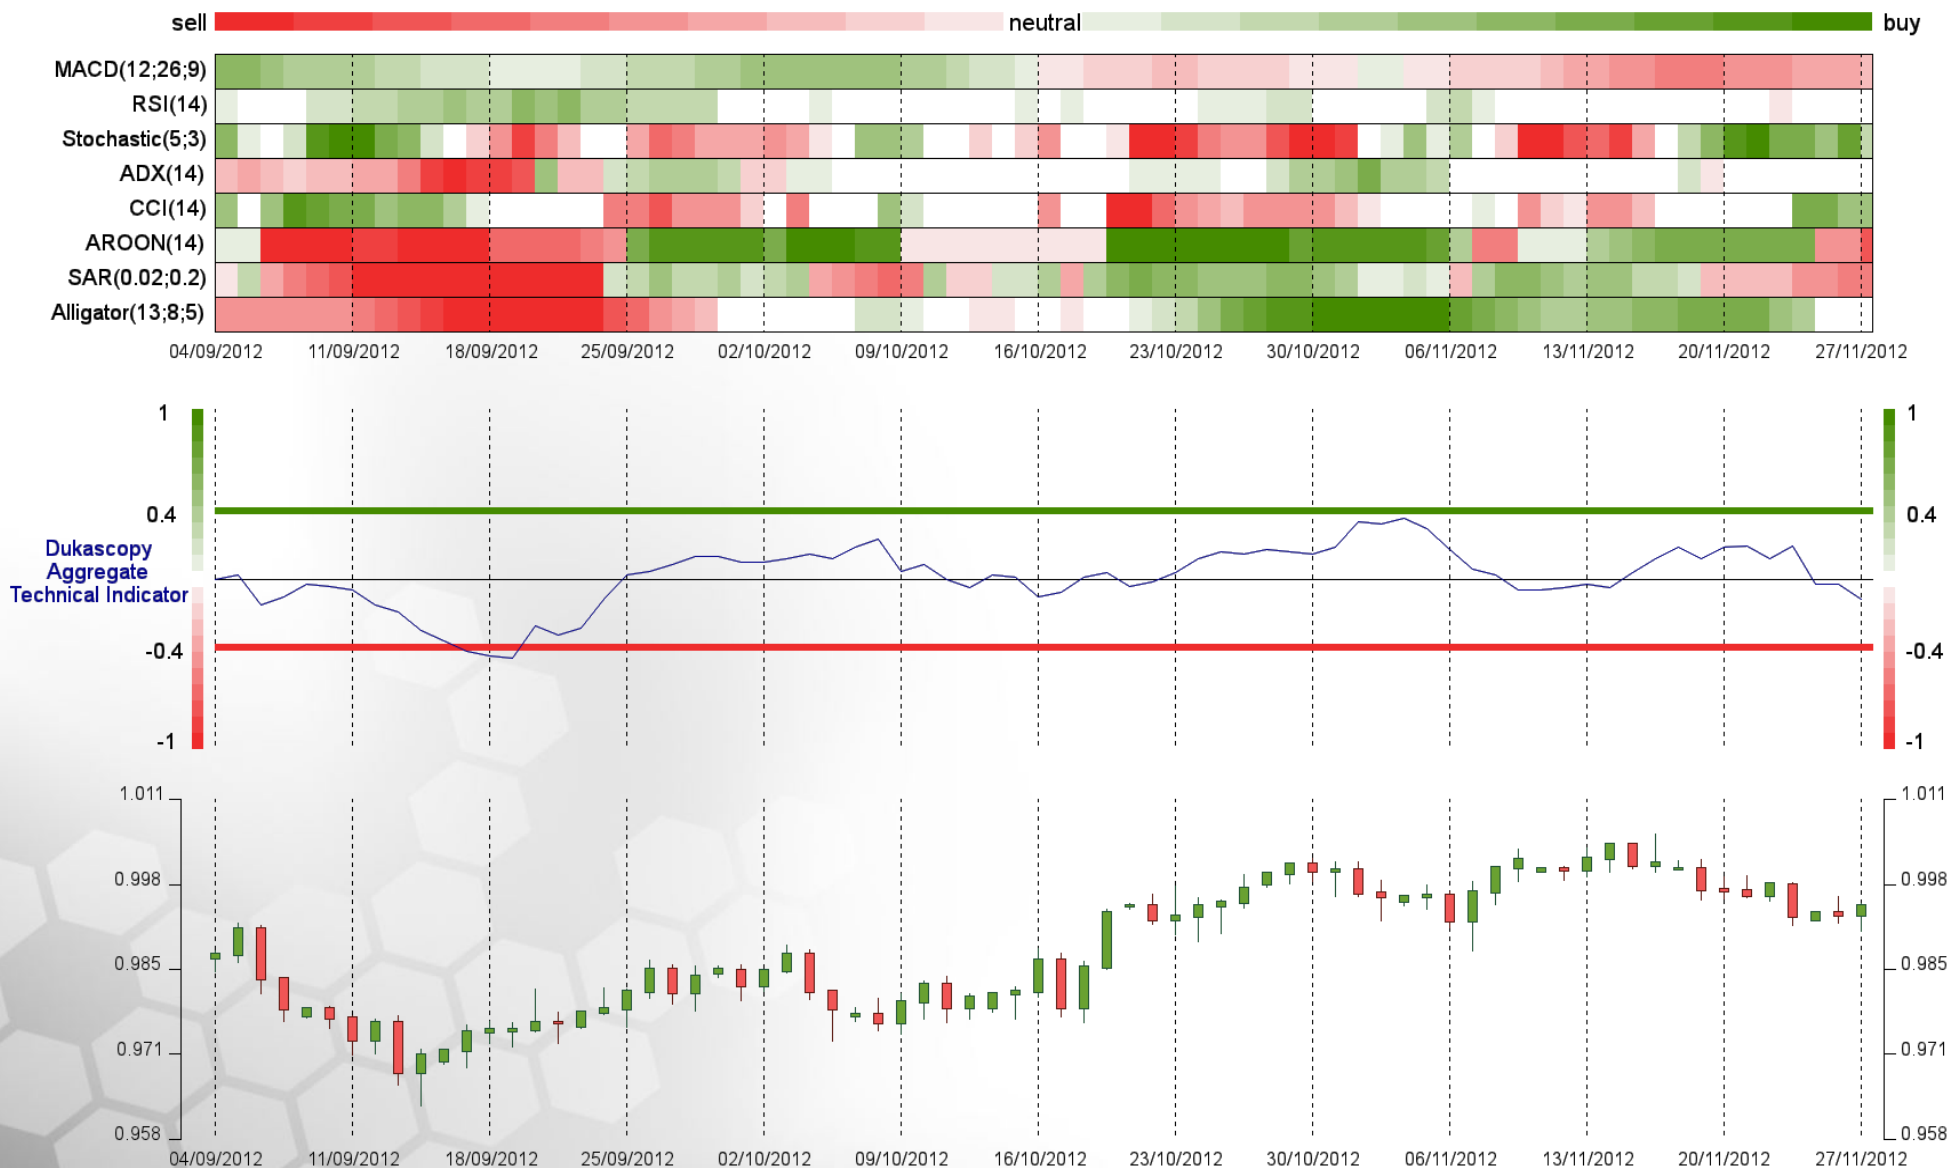 sell neutral buy
MACD(12;26;9)
RSI(14)
Stochastic(5;3)
ADX(14)
CCI(14)
AROON(14)
SAR(0.02;0.2)
Alligator(13;8;5)
04/09/2012 11/09/2012 18/09/2012 25/09/2012 02/10/2012 09/10/2012 16/10/2012 23/10/2012 30/10/2012 06/11/2012 13/11/2012 20/11/2012 27/11/2012
1 1
0.4 0.4
Dukascopy
Aggregate
Technical Indicator
-0.4 -0.4
-1 -1
1.011 1.011
0.998 0.998
0.985 0.985
0.971 0.971
0.958 0.958
04/09/2012 11/09/2012 18/09/2012 25/09/2012 02/10/2012 09/10/2012 16/10/2012 23/10/2012 30/10/2012 06/11/2012 13/11/2012 20/11/2012 27/11/2012